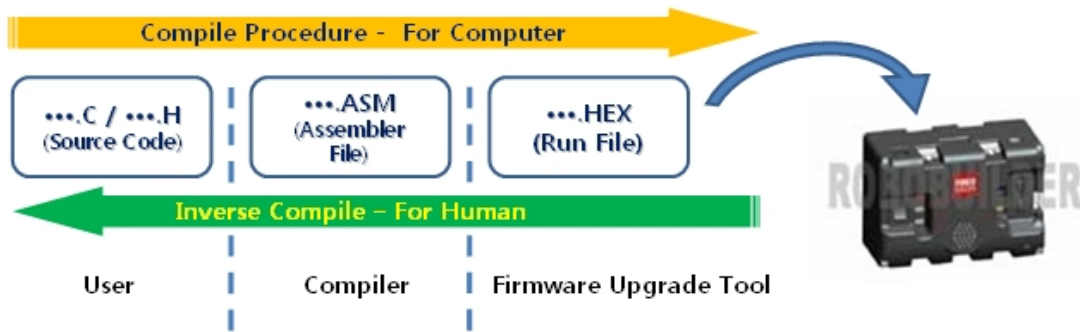 Compile Procedure - For Computer
•••.C / •••.H
(Source Code)
•••.ASM
(Assembler
File)
•••.HEX
(Run File)
Inverse Compile – For Human
User
Compiler
Firmware Upgrade Tool
ROBOBUILDER